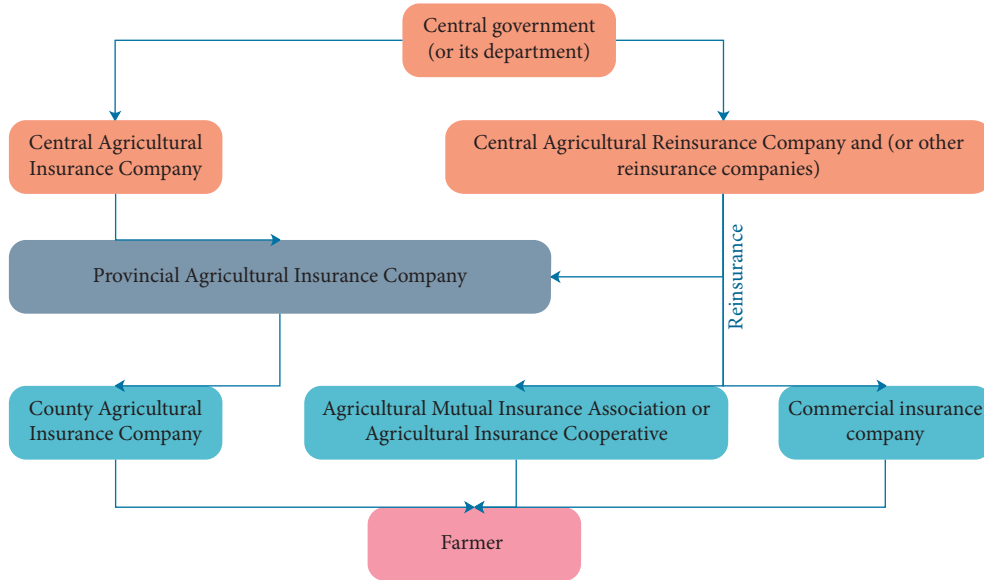 Central government
(or its department)
Central Agricultural
Insurance Company
Central Agricultural Reinsurance Company and (or other
reinsurance companies)
Provincial Agricultural Insurance Company
Reinsurance
County Agricultural
Insurance Company
Agricultural Mutual Insurance Association or
Agricultural Insurance Cooperative
Commercial insurance
company
Farmer